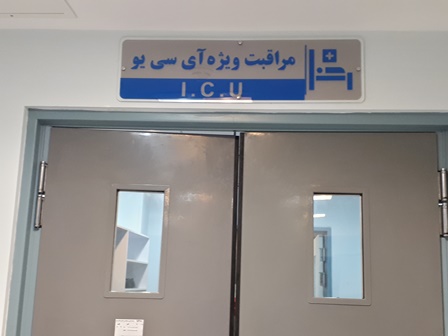 مراقبت ویژه آی سی یو
I.C.U